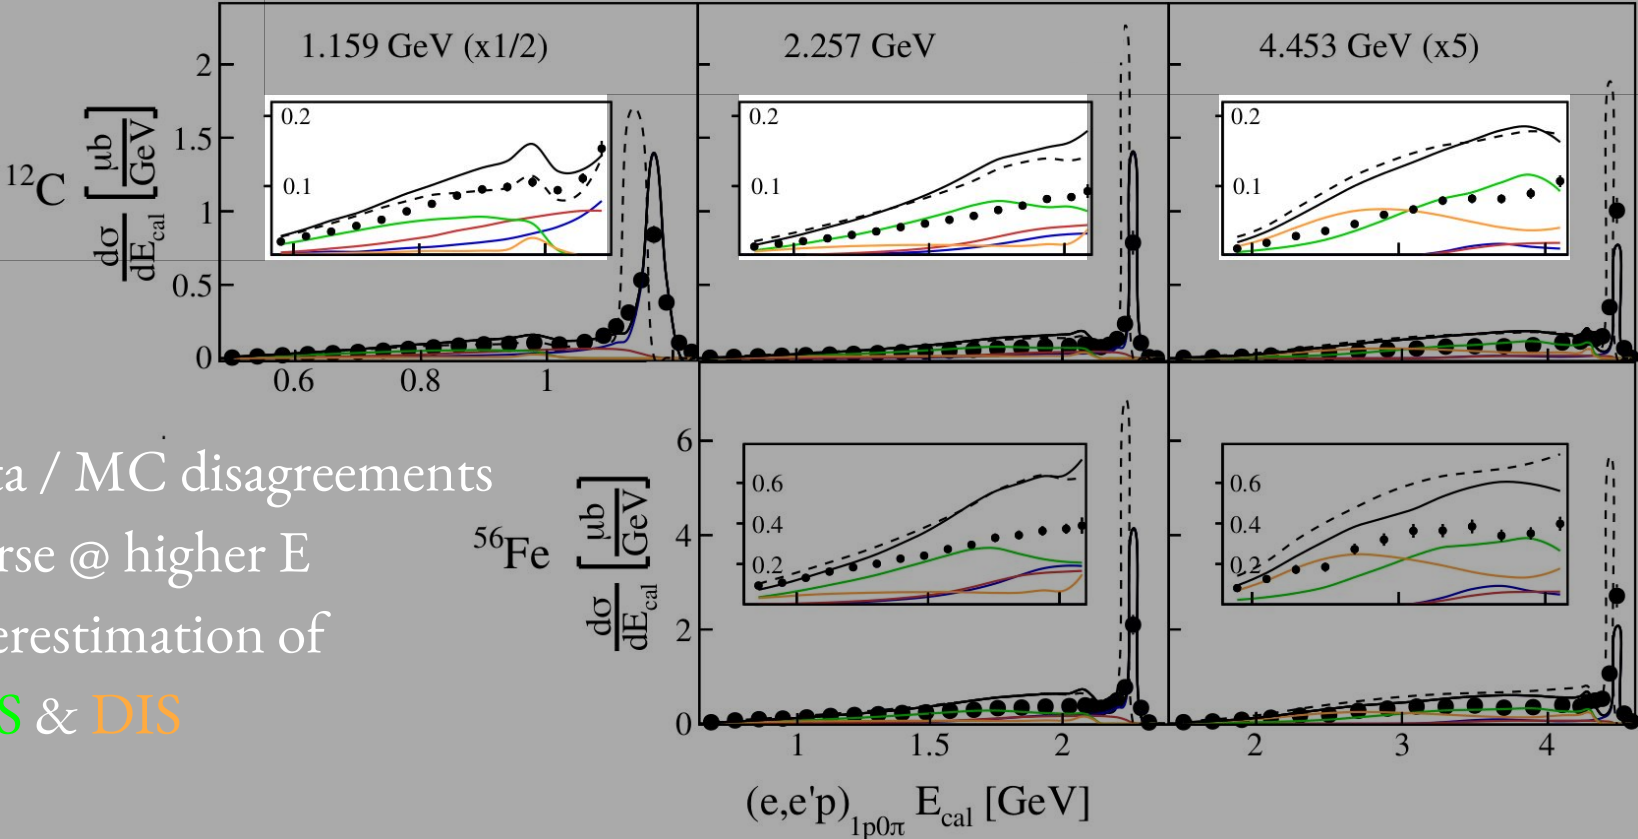 1.159 GeV (x1/2)
2.257 GeV
4.453 GeV (x5)
2
1.5
1
0.5
0
0.2
0.1
0.2
0.1
0.2
0.1
¹²C
dσ/dE_cal [μb/GeV]
0.6 0.8 1
ta / MC disagreements
rse @ higher E
erestimation of
S & DIS
⁵⁶Fe
dσ/dE_cal [μb/GeV]
6
4
2
0
0.6
0.4
0.2
0.6
0.4
0.2
1 1.5 2
2 3 4
(e,e'p)_1p0π E_cal [GeV]